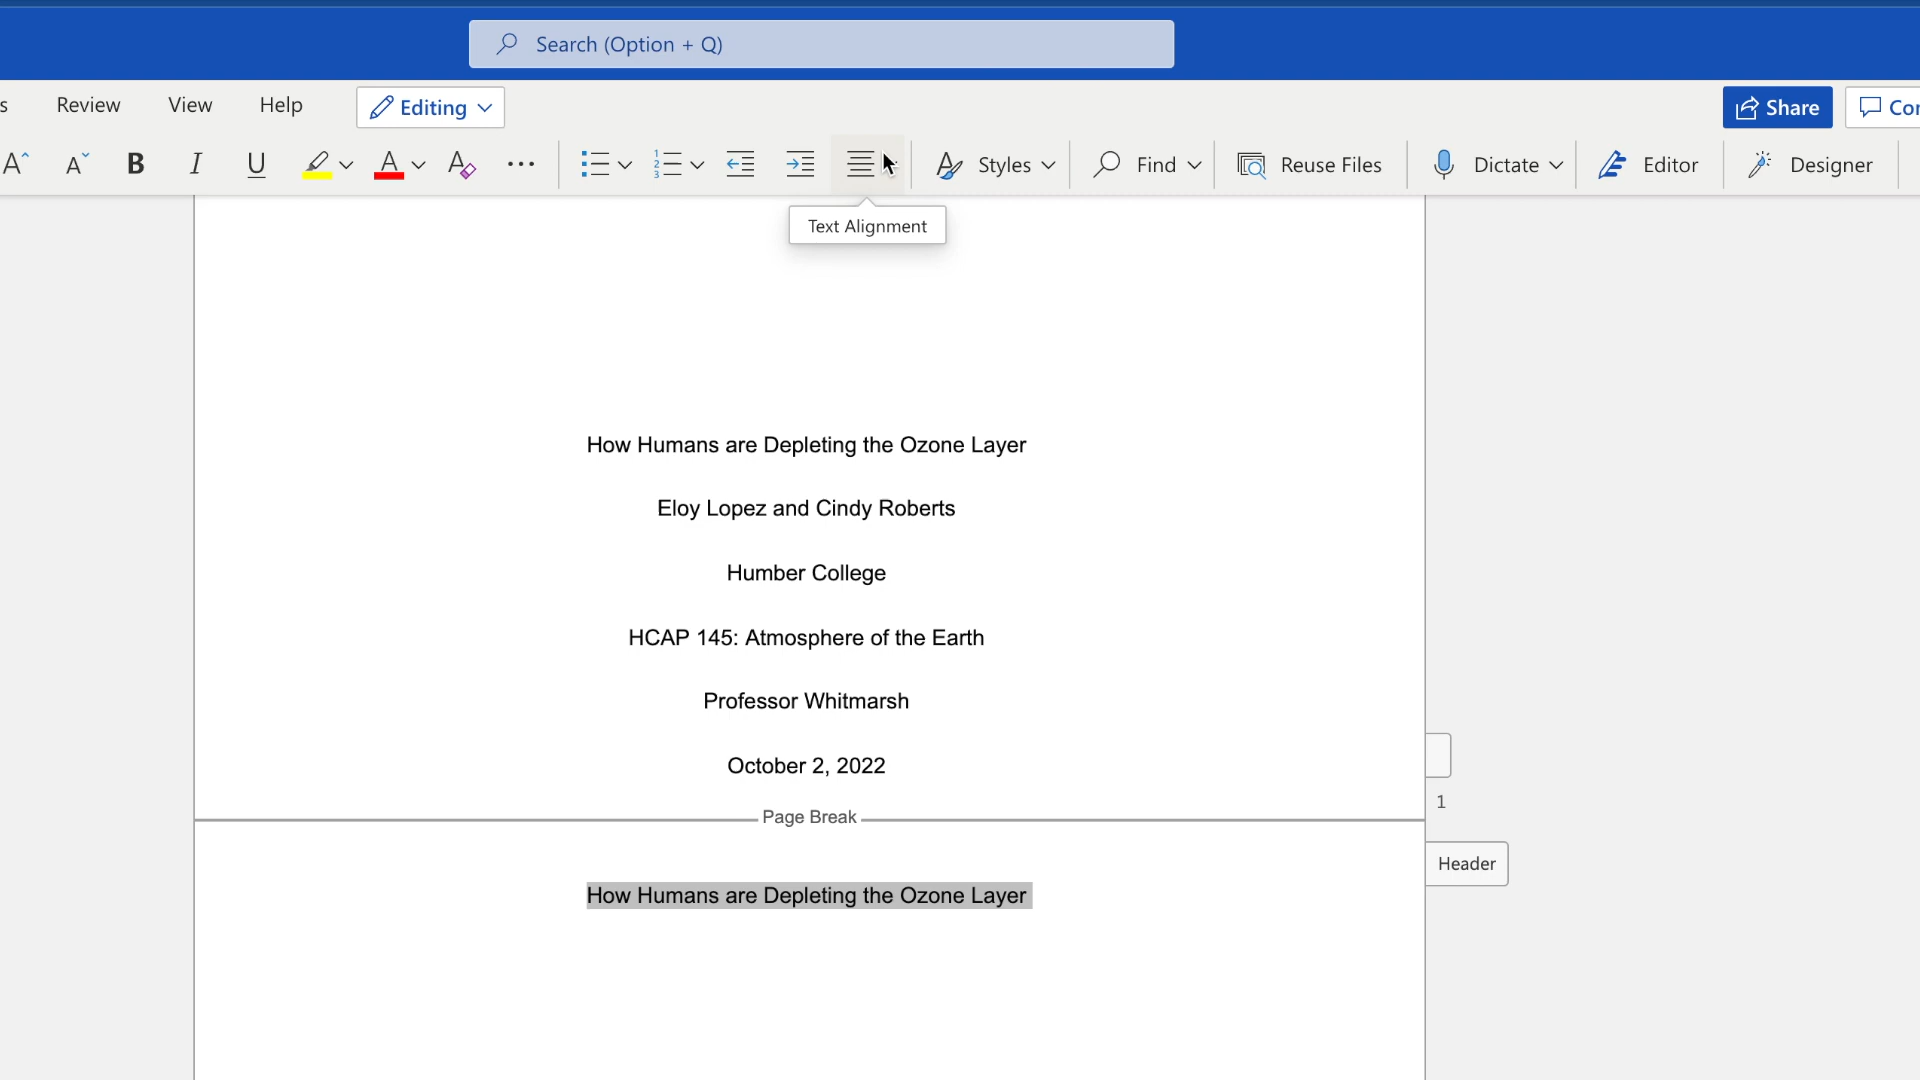 Search (Option + Q)
s Review View Help Editing Share
A A B I U A A Styles Find Reuse Files Dictate Editor Designer
Text Alignment
How Humans are Depleting the Ozone Layer
Eloy Lopez and Cindy Roberts
Humber College
HCAP 145: Atmosphere of the Earth
Professor Whitmarsh
October 2, 2022
1
Page Break
Header
How Humans are Depleting the Ozone Layer